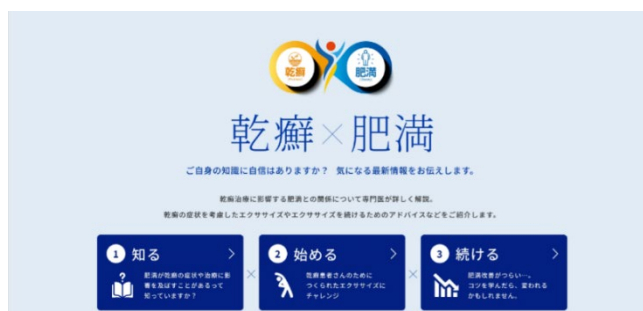 乾癬
肥満
乾癬×肥満
ご自身の知識に自信はありますか？ 気になる最新情報をお伝えします。
乾癬治療に影響する肥満との関係について専門医が詳しく解説。
乾癬の症状を考慮したエクササイズやエクササイズを続けるためのアドバイスなどをご紹介します。
1 知る
肥満が乾癬の症状や治療に影
響を及ぼすことがあるって
知っていますか？
×
2 始める
乾癬患者さんのために
つくられたエクササイズに
チャレンジ
×
3 続ける
肥満改善がつらい…。
コツを学んだら、変われる
かもしれません。